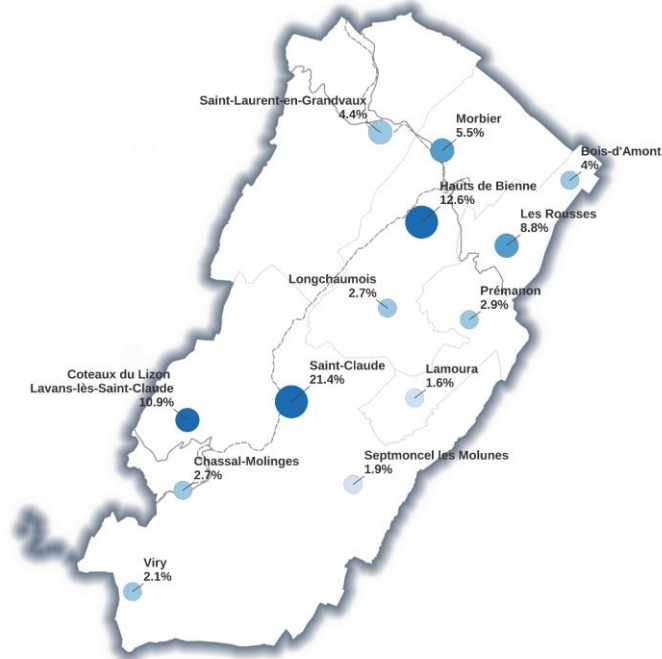 Saint-Laurent-en-Grandvaux
4.4%
Morbier
5.5%
Bois-d'Amont
4%
Hauts de Bienne
12.6%
Les Rousses
8.8%
Longchaumois
2.7%
Prémanon
2.9%
Saint-Claude
21.4%
Lamoura
1.6%
Coteaux du Lizon
Lavans-lès-Saint-Claude
10.9%
Septmoncel les Molunes
1.9%
Chassal-Molinges
2.7%
Viry
2.1%